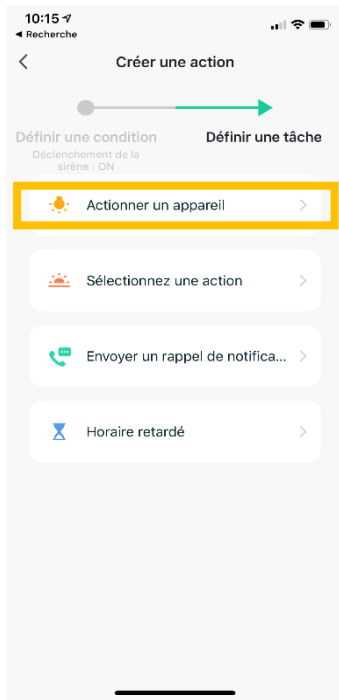 10:15
Recherche
Créer une action
Définir une condition
Définir une tâche
Déclenchement de la
sirène : ON
Actionner un appareil
Sélectionnez une action
Envoyer un rappel de notifica...
Horaire retardé